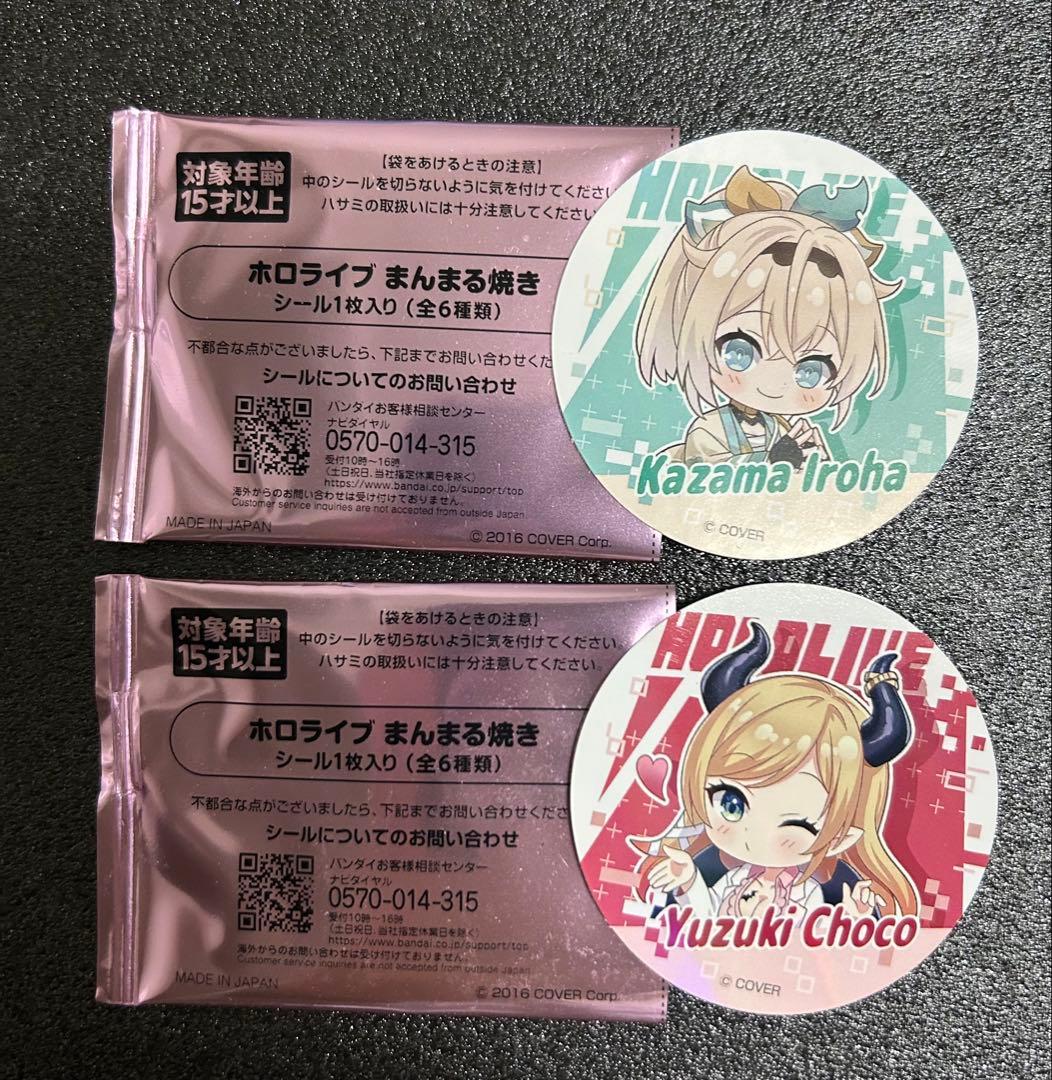 対象年齢
15才以上
【袋をあけるときの注意】
中のシールを切らないように気を付けてください
ハサミの取扱いには十分注意してください。
ホロライブ まんまる焼き
シール1枚入り(全6種類)
不都合な点がございましたら、下記までお問い合わせくだ
シールについてのお問い合わせ
バンダイお客様相談センター
ナビダイヤル
0570-014-315
受付10時〜16時
(土日祝日、当社指定休業日を除く)
https://www.bandai.co.jp/support/top
海外からのお問い合わせは受け付けておりません。
Customer service inquiries are not accepted from outside Japan.
MADE IN JAPAN
© 2016 COVER Corp.
HOLOLIVE
Kazama Iroha
© COVER
対象年齢
15才以上
【袋をあけるときの注意】
中のシールを切らないように気を付けてください。
ハサミの取扱いには十分注意してください。
ホロライブ まんまる焼き
シール1枚入り(全6種類)
不都合な点がございましたら、下記までお問い合わせくださ
シールについてのお問い合わせ
バンダイお客様相談センター
ナビダイヤル
0570-014-315
受付10時〜16時
(土日祝日、当社指定休業日を除く)
https://www.bandai.co.jp/support/top
海外からのお問い合わせは受け付けておりません。
Customer service inquiries are not accepted from outside Japan.
MADE IN JAPAN
© 2016 COVER Corp.
HOLOLIVE
Yuzuki Choco
© COVER